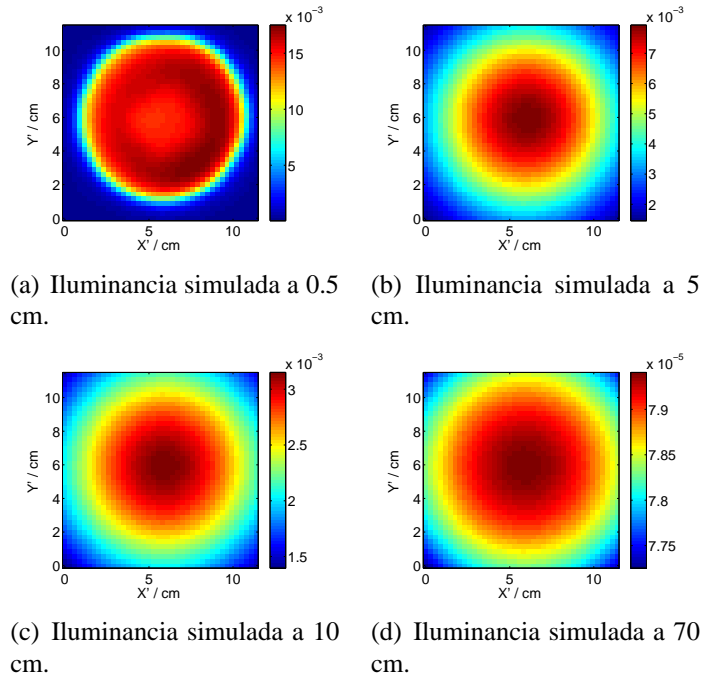 x 10⁻³
10
8
6
4
2
0
Y' / cm
0 5 10
X' / cm
15
10
5
x 10⁻³
10
8
6
4
2
0
Y' / cm
0 5 10
X' / cm
7
6
5
4
3
2
(a) Iluminancia simulada a 0.5
cm.
(b) Iluminancia simulada a 5
cm.
x 10⁻³
10
8
6
4
2
0
Y' / cm
0 5 10
X' / cm
3
2.5
2
1.5
x 10⁻⁵
10
8
6
4
2
0
Y' / cm
0 5 10
X' / cm
7.9
7.85
7.8
7.75
(c) Iluminancia simulada a 10
cm.
(d) Iluminancia simulada a 70
cm.